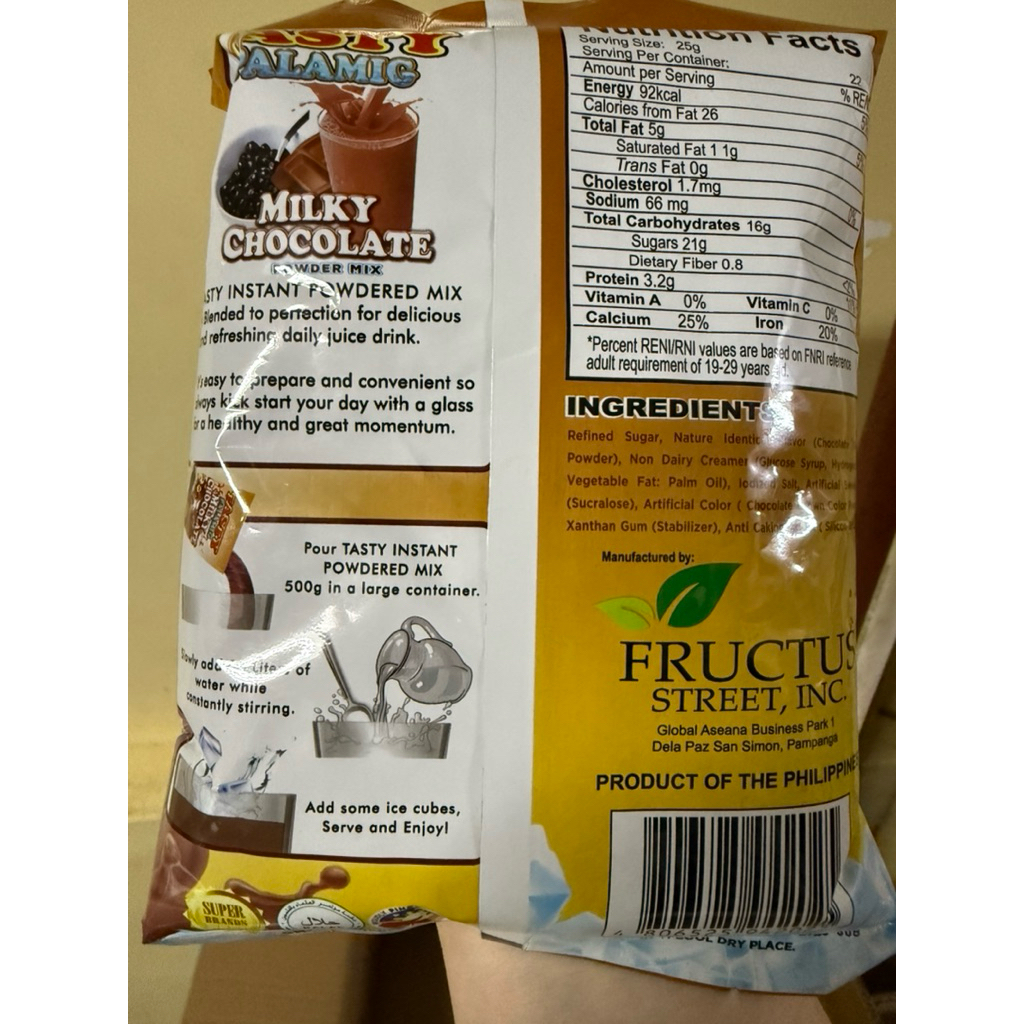 ASTY
ALAMIG
MILKY
CHOCOLATE
POWDER MIX
ASTY INSTANT POWDERED MIX
Blended to perfection for delicious
refreshing daily juice drink.
easy to prepare and convenient so
kick start your day with a glass
a healthy and great momentum.
Pour TASTY INSTANT
POWDERED MIX
500g in a large container.
of
water while
constantly stirring.
Add some ice cubes,
Serve and Enjoy!
SUPER
BRANDS
حلال
Nutrition Facts
Serving Size: 25g
Serving Per Container: 22
Amount per Serving
Energy 92kcal
Calories from Fat 26
Total Fat 5g
Saturated Fat 1 1g
Trans Fat 0g
Cholesterol 1.7mg
Sodium 66 mg
Total Carbohydrates 16g
Sugars 21g
Dietary Fiber 0.8
Protein 3.2g
Vitamin A 0% Vitamin C 0%
Calcium 25% Iron 20%
*Percent RENI/RNI values are based on FNRI reference
adult requirement of 19-29 years
INGREDIENTS
Refined Sugar, Nature (Chocolate
Powder), Non Dairy Creamer (Glucose Syrup,
Vegetable Fat: Palm Oil), Iodized Salt, Artificial
(Sucralose), Artificial Color ( Chocolate
Xanthan Gum (Stabilizer), Anti
Manufactured by:
FRUCTUS
STREET, INC.
Global Aseana Business Park 1
Dela Paz San Simon, Pampanga
PRODUCT OF THE PHILIPPINE
DRY PLACE.